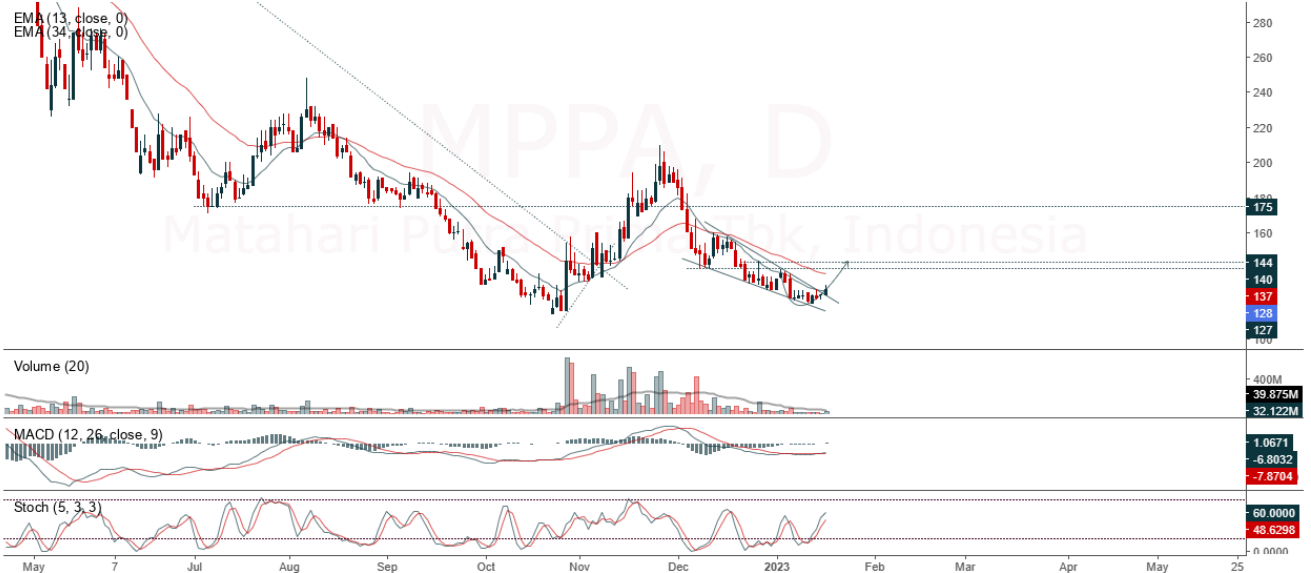 EMA (13, close, 0)
EMA (34, close, 0)
MPPA, D
Matahari Putra Prima Tbk, Indonesia
280
260
240
220
200
180
175
160
144
140
137
128
127
100
Volume (20)
400M
39.875M
32.122M
MACD (12, 26, close, 9)
1.0671
-6.8032
-7.8704
Stoch (5, 3, 3)
60.0000
48.6298
0.0000
May 7 Jul Aug Sep Oct Nov Dec 2023 Feb Mar Apr May 25